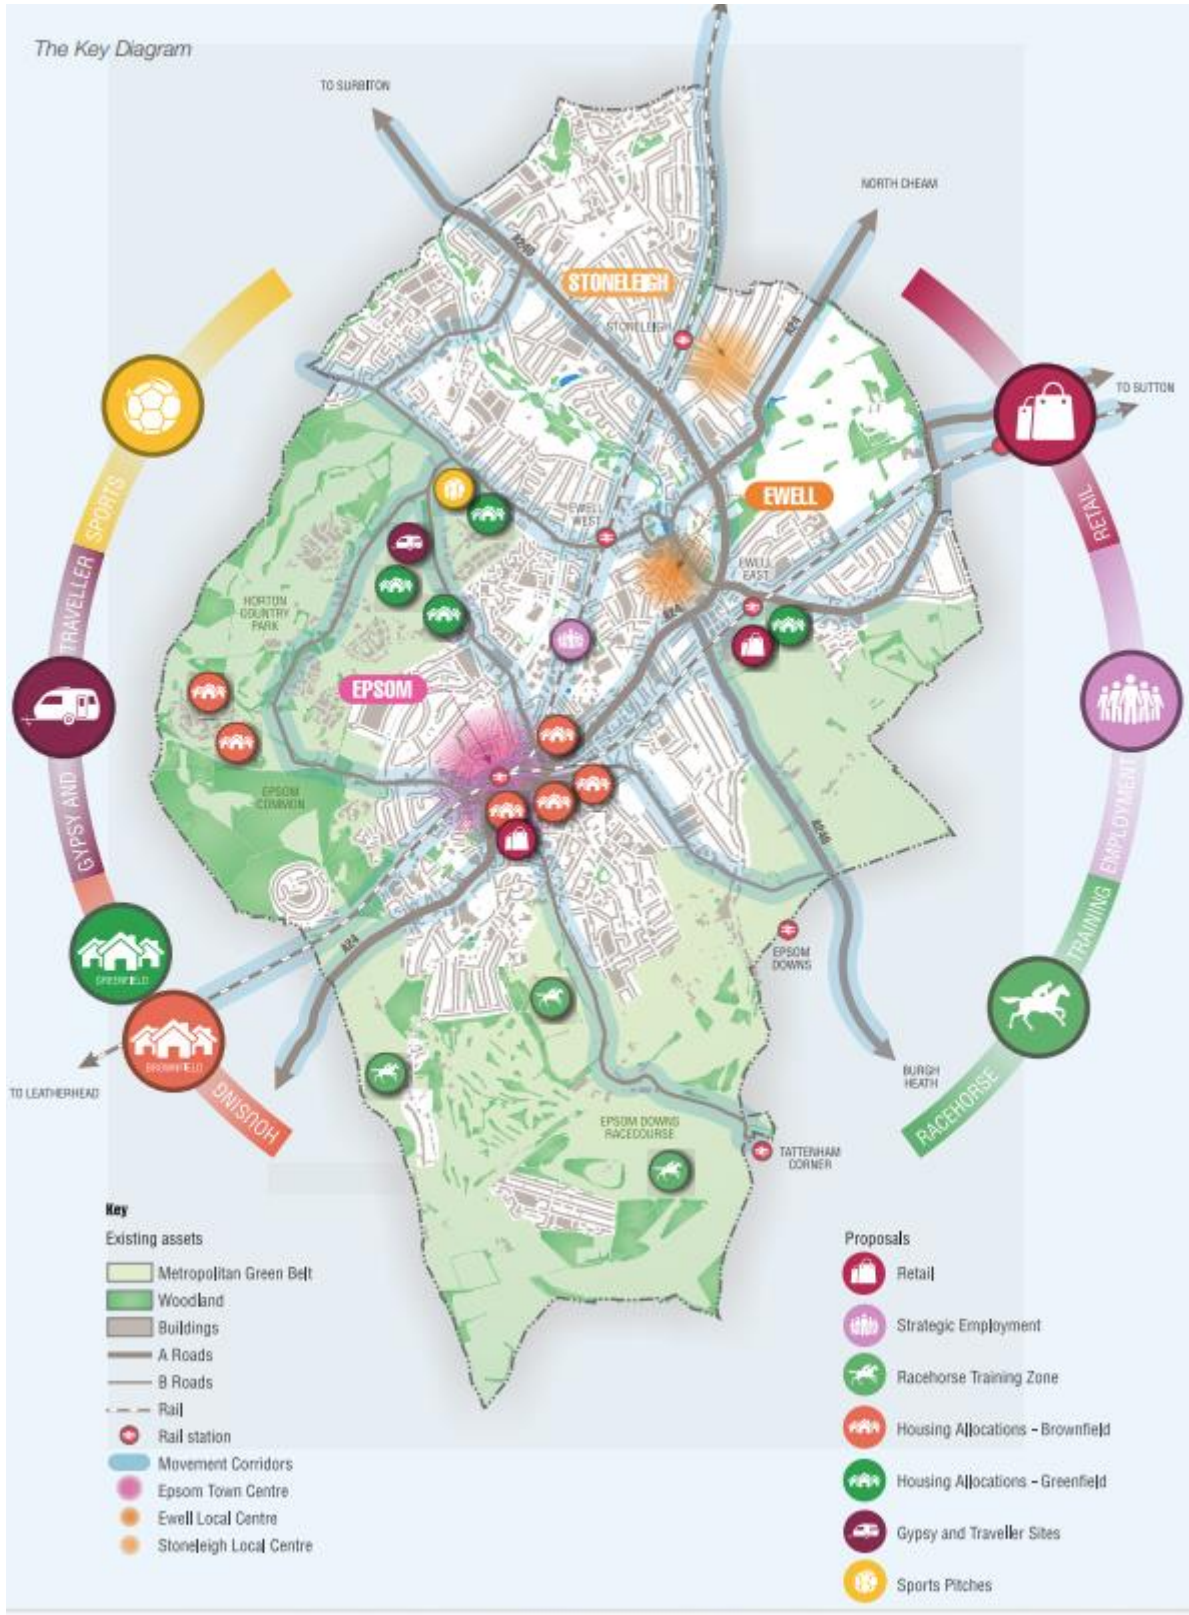 The Key Diagram
TO SURBITON
NORTH CHEAM
A240
STONELEIGH
STONELEIGH
A24
TO SUTTON
SPORTS
RETAIL
EWELL
EWELL
WEST
EWELL
EAST
TRAVELLER
HORTON
COUNTRY
PARK
A24
EPSOM
GYPSY AND
EPSOM
COMMON
EMPLOYMENT
A240
TRAINING
A24
EPSOM
DOWNS
GREENFIELD
BROWNFIELD
TO LEATHERHEAD
HOUSING
BURGH
HEATH
RACEHORSE
EPSOM DOWNS
RACECOURSE
TATTENHAM
CORNER
Key
Existing assets
Metropolitan Green Belt
Woodland
Buildings
A Roads
B Roads
Rail
Rail station
Movement Corridors
Epsom Town Centre
Ewell Local Centre
Stoneleigh Local Centre
Proposals
Retail
Strategic Employment
Racehorse Training Zone
Housing Allocations - Brownfield
Housing Allocations - Greenfield
Gypsy and Traveller Sites
Sports Pitches